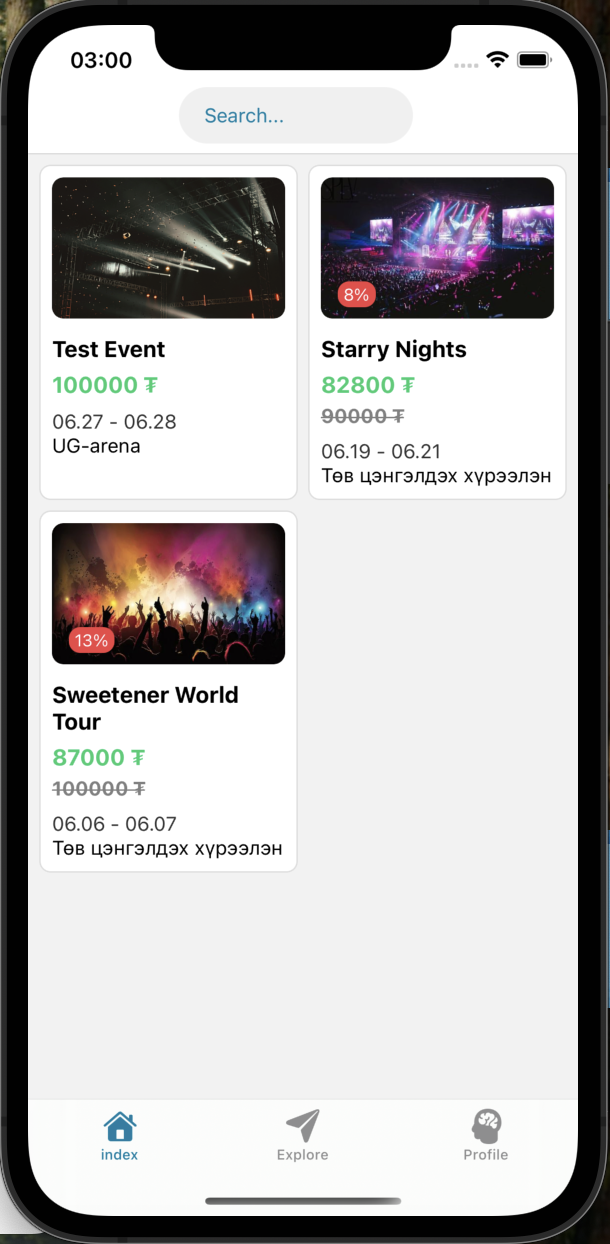 03:00
Search...
Test Event
100000 ₮
06.27 - 06.28
UG-arena
8%
Starry Nights
82800 ₮
90000 ₮
06.19 - 06.21
Төв цэнгэлдэх хүрээлэн
13%
Sweetener World
Tour
87000 ₮
100000 ₮
06.06 - 06.07
Төв цэнгэлдэх хүрээлэн
index
Explore
Profile